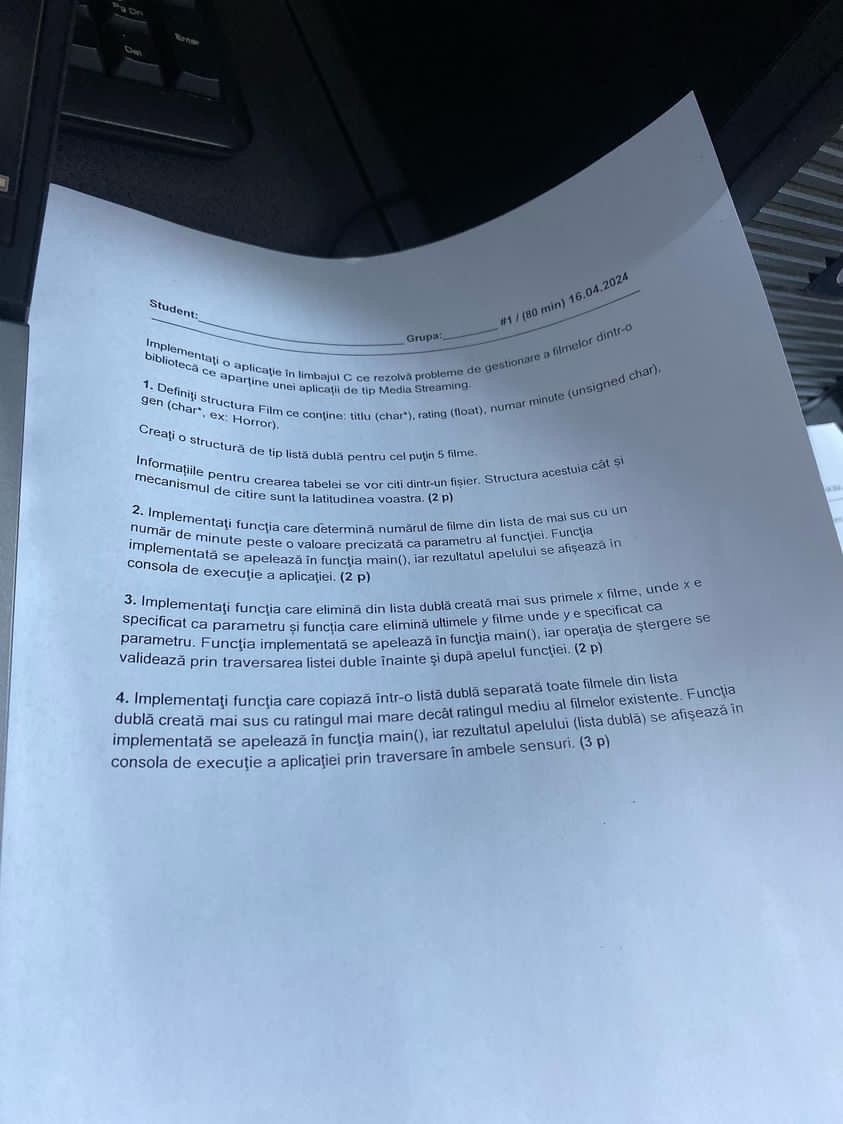 Pg Dn
.
Del
Enter
Student:
Grupa: #1 / (80 min) 16.04.2024
Implementaţi o aplicaţie în limbajul C ce rezolvă probleme de gestionare a filmelor dintr-o
bibliotecă ce aparţine unei aplicaţii de tip Media Streaming.
1. Definiţi structura Film ce conţine: titlu (char*), rating (float), numar minute (unsigned char),
gen (char*, ex: Horror).
Creaţi o structură de tip listă dublă pentru cel puţin 5 filme.
Informațiile pentru crearea tabelei se vor citi dintr-un fişier. Structura acestuia cât și
mecanismul de citire sunt la latitudinea voastra. (2 p)
2. Implementaţi funcţia care determină numărul de filme din lista de mai sus cu un
număr de minute peste o valoare precizată ca parametru al funcţiei. Funcţia
implementată se apelează în funcţia main(), iar rezultatul apelului se afişează în
consola de execuţie a aplicaţiei. (2 p)
3. Implementaţi funcţia care elimină din lista dublă creată mai sus primele x filme, unde x e
specificat ca parametru și funcția care elimină ultimele y filme unde y e specificat ca
parametru. Funcţia implementată se apelează în funcţia main(), iar operaţia de ştergere se
validează prin traversarea listei duble înainte şi după apelul funcţiei. (2 p)
4. Implementaţi funcţia care copiază într-o listă dublă separată toate filmele din lista
dublă creată mai sus cu ratingul mai mare decât ratingul mediu al filmelor existente. Funcţia
implementată se apelează în funcţia main(), iar rezultatul apelului (lista dublă) se afişează în
consola de execuţie a aplicaţiei prin traversare în ambele sensuri. (3 p)